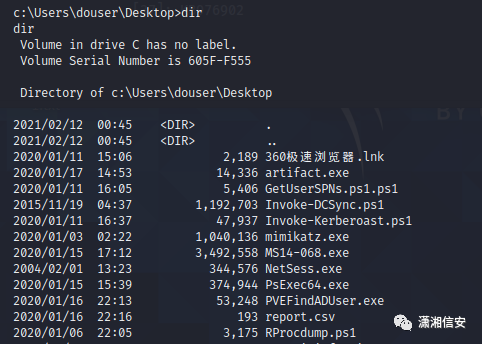 c:\Users\douser\Desktop>dir
dir
 Volume in drive C has no label.
 Volume Serial Number is 605F-F555

 Directory of c:\Users\douser\Desktop

2021/02/12  00:45    <DIR>          .
2021/02/12  00:45    <DIR>          ..
2020/01/11  15:06             2,189 360极速浏览器.lnk
2020/01/17  14:53            14,336 artifact.exe
2020/01/11  16:05             5,406 GetUserSPNs.ps1.ps1
2015/11/19  04:37         1,192,703 Invoke-DCSync.ps1
2020/01/11  16:37            47,937 Invoke-Kerberoast.ps1
2020/01/03  02:22         1,040,136 mimikatz.exe
2020/01/15  17:12         3,492,558 MS14-068.exe
2004/02/01  13:23           344,576 NetSess.exe
2020/01/15  15:39           374,944 PsExec64.exe
2020/01/16  22:13            53,248 PVEFindADUser.exe
2020/01/16  22:16               193 report.csv
2020/01/06  22:05             3,175 RProcdump.ps1
潇湘信安